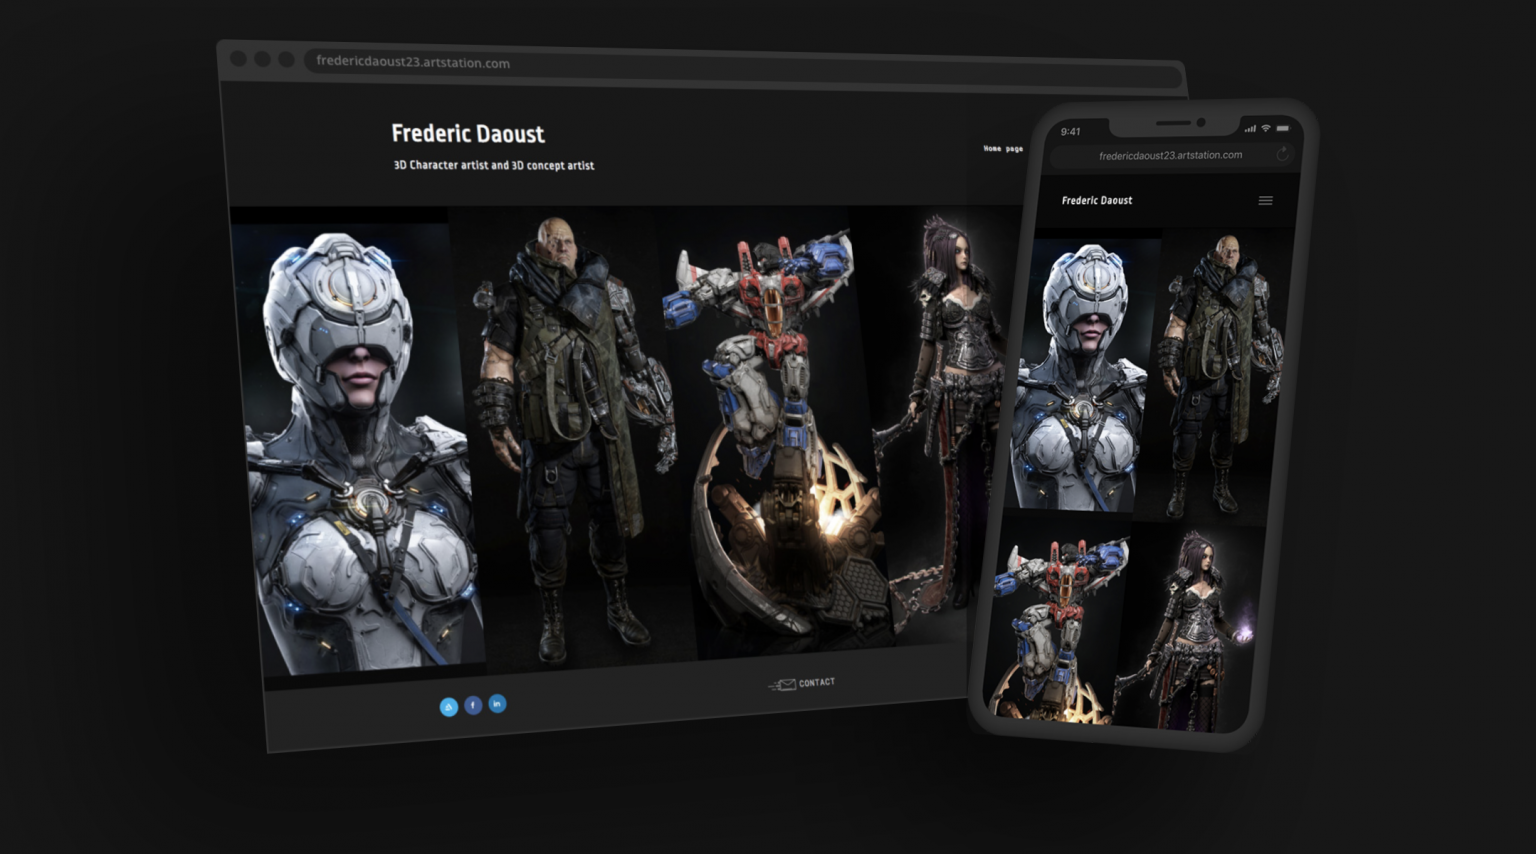 fredericdaoust23.artstation.com
Frederic Daoust
3D Character artist and 3D concept artist
Home page
CONTACT
9:41
fredericdaoust23.artstation.com
Frederic Daoust